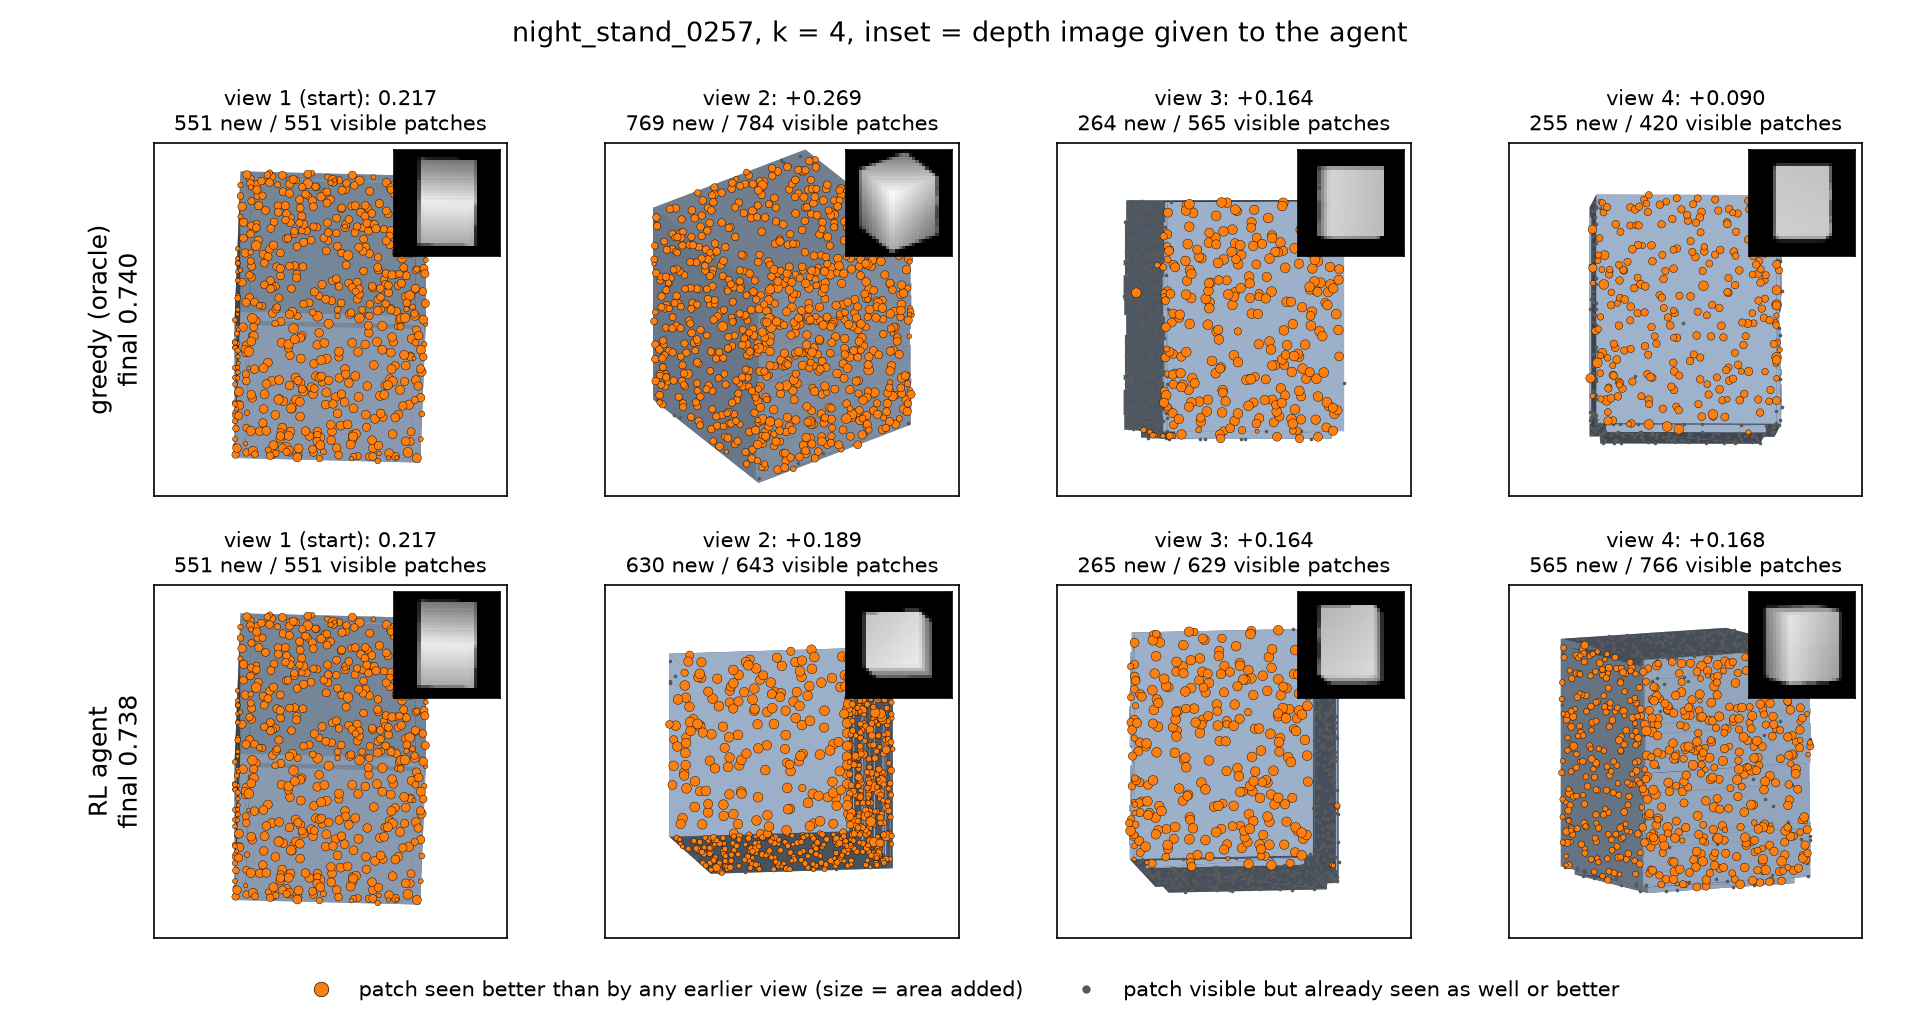 night_stand_0257, k = 4, inset = depth image given to the agent
greedy (oracle)
final 0.740
view 1 (start): 0.217
551 new / 551 visible patches
view 2: +0.269
769 new / 784 visible patches
view 3: +0.164
264 new / 565 visible patches
view 4: +0.090
255 new / 420 visible patches
RL agent
final 0.738
view 1 (start): 0.217
551 new / 551 visible patches
view 2: +0.189
630 new / 643 visible patches
view 3: +0.164
265 new / 629 visible patches
view 4: +0.168
565 new / 766 visible patches
patch seen better than by any earlier view (size = area added)
patch visible but already seen as well or better